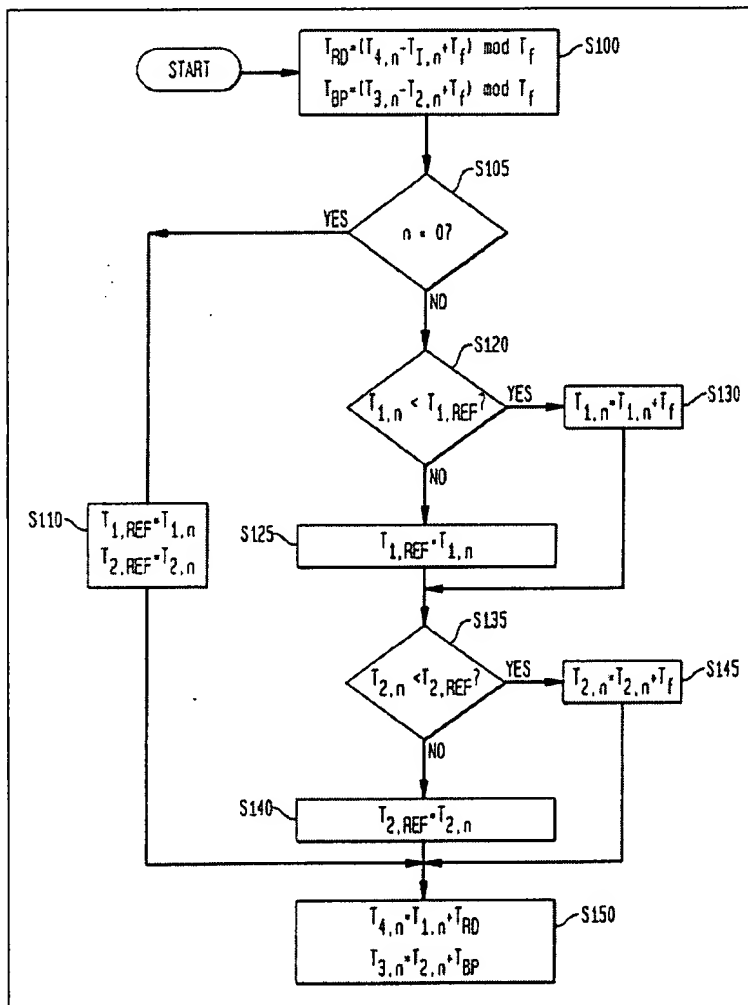 START
T_RD=(T_4,n-T_I,n+T_f) mod T_f
T_BP=(T_3,n-T_2,n+T_f) mod T_f
S100
S105
YES
n = 0?
NO
S120
T_1,n < T_1,REF?
YES
T_1,n=T_1,n+T_f
S130
NO
S110
T_1,REF=T_1,n
T_2,REF=T_2,n
S125
T_1,REF=T_1,n
S135
T_2,n <T_2,REF?
YES
T_2,n=T_2,n+T_f
S145
NO
S140
T_2,REF=T_2,n
T_4,n=T_1,n+T_RD
T_3,n=T_2,n+T_BP
S150